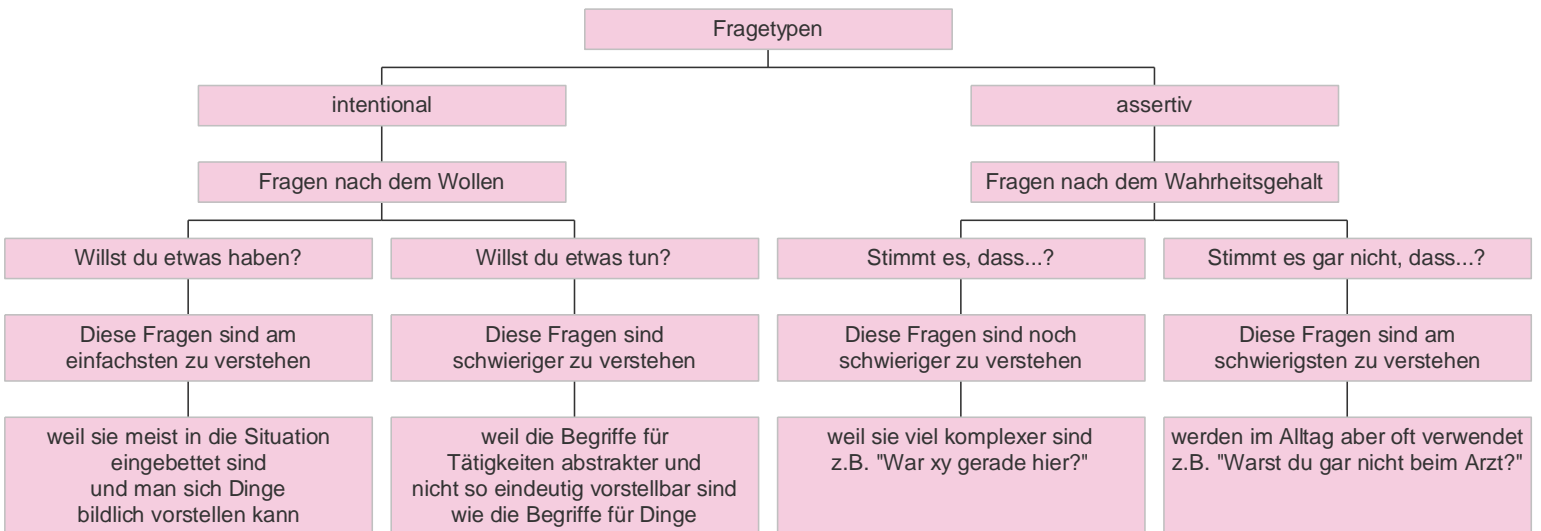 Fragetypen
intentional
assertiv
Fragen nach dem Wollen
Fragen nach dem Wahrheitsgehalt
Willst du etwas haben?
Willst du etwas tun?
Stimmt es, dass...?
Stimmt es gar nicht, dass...?
Diese Fragen sind am
einfachsten zu verstehen
Diese Fragen sind
schwieriger zu verstehen
Diese Fragen sind noch
schwieriger zu verstehen
Diese Fragen sind am
schwierigsten zu verstehen
weil sie meist in die Situation
eingebettet sind
und man sich Dinge
bildlich vorstellen kann
weil die Begriffe für
Tätigkeiten abstrakter und
nicht so eindeutig vorstellbar sind
wie die Begriffe für Dinge
weil sie viel komplexer sind
z.B. "War xy gerade hier?"
werden im Alltag aber oft verwendet
z.B. "Warst du gar nicht beim Arzt?"